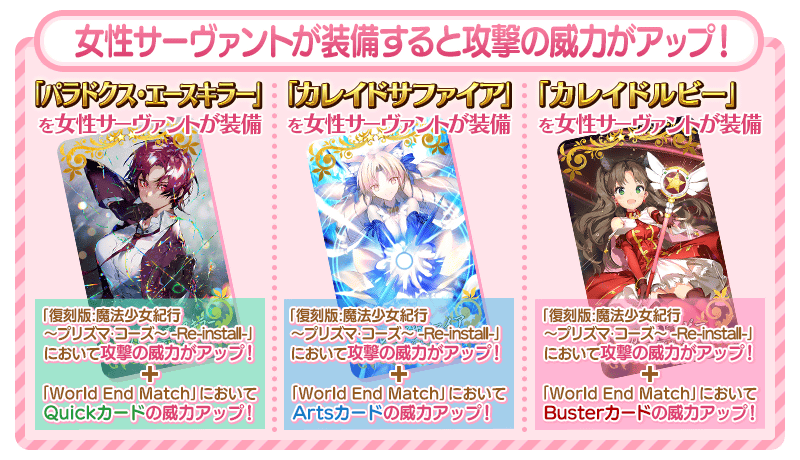 女性サーヴァントが装備すると攻撃の威力がアップ！
「パラドクス・エースキラー」
を女性サーヴァントが装備
「復刻版:魔法少女紀行
～プリズマ・コーズ～ -Re-install-」
において攻撃の威力がアップ！
＋
「World End Match」において
Quickカードの威力アップ！
「カレイドサファイア」
を女性サーヴァントが装備
「復刻版:魔法少女紀行
～プリズマ・コーズ～ -Re-install-」
において攻撃の威力がアップ！
＋
「World End Match」において
Artsカードの威力アップ！
「カレイドルビー」
を女性サーヴァントが装備
「復刻版:魔法少女紀行
～プリズマ・コーズ～ -Re-install-」
において攻撃の威力がアップ！
＋
「World End Match」において
Busterカードの威力アップ！